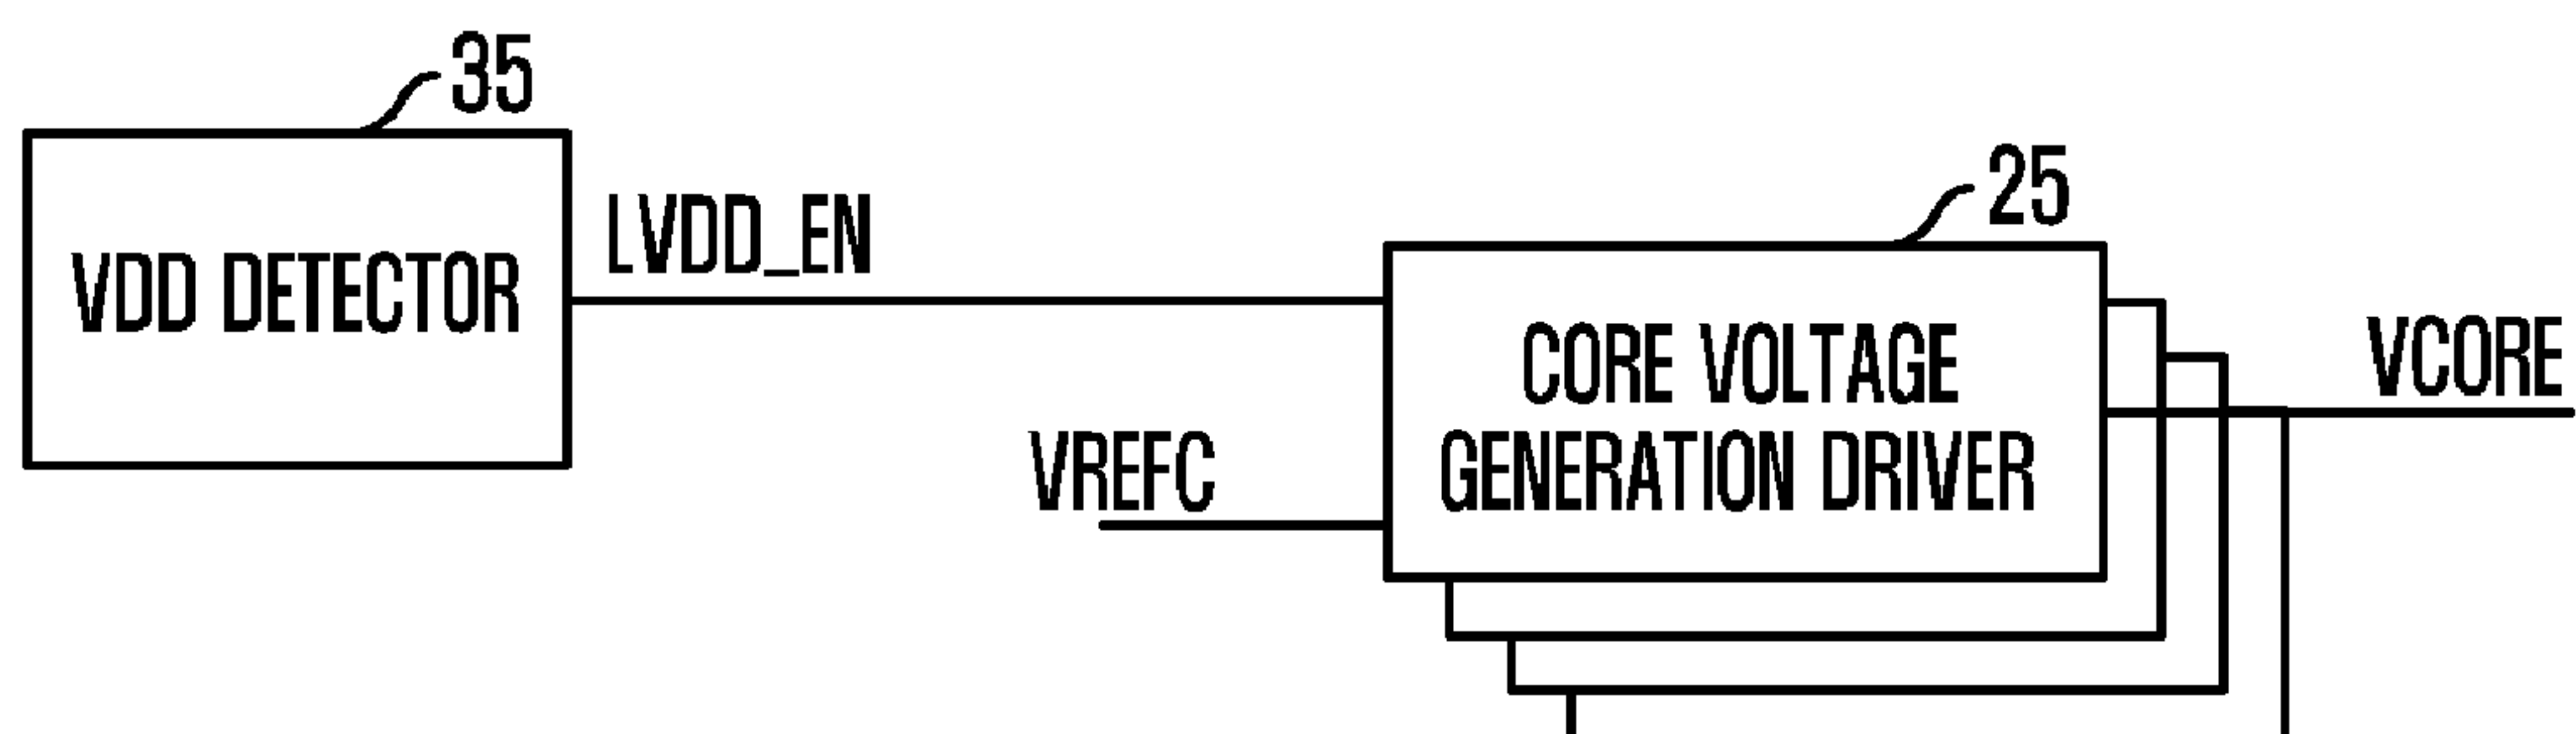 35
25
LVDD_EN
VDD DETECTOR
CORE VOLTAGE
GENERATION DRIVER
VCORE
VREFC